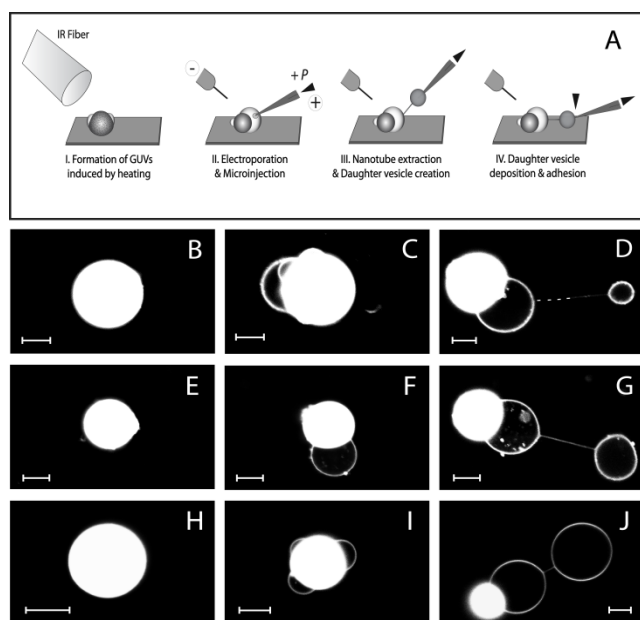 IR Fiber
A
-
+ P
+
I. Formation of GUVs
induced by heating
II. Electroporation
& Microinjection
III. Nanotube extraction
& Daughter vesicle creation
IV. Daughter vesicle
deposition & adhesion
B
C
D
E
F
G
H
I
J